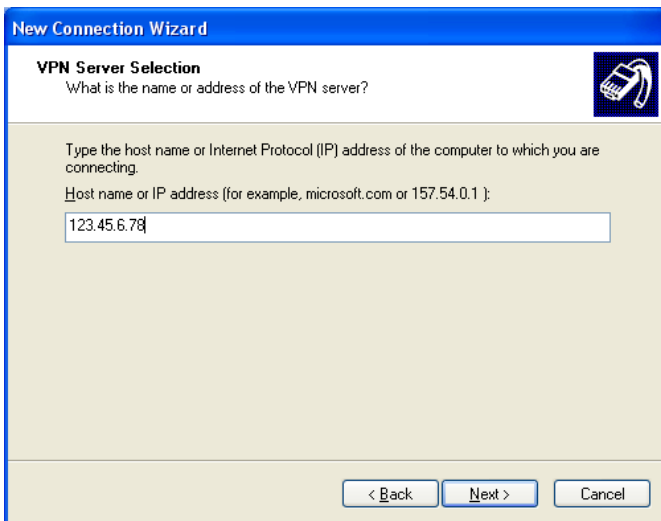 New Connection Wizard
VPN Server Selection
What is the name or address of the VPN server?
Type the host name or Internet Protocol (IP) address of the computer to which you are
connecting.
Host name or IP address (for example, microsoft.com or 157.54.0.1 ):
123.45.6.78
< Back
Next >
Cancel